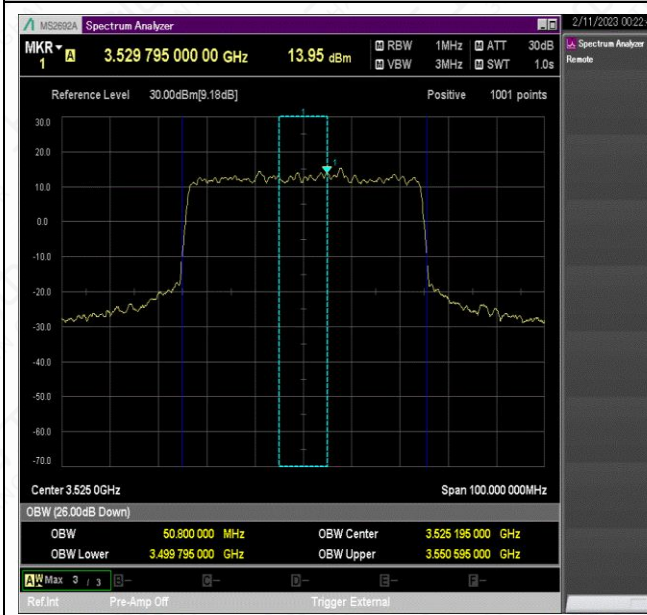 MS2692A Spectrum Analyzer
2/11/2023 00:22
MKR A 3.529 795 000 00 GHz 13.95 dBm M RBW 1MHz M ATT 30dB
1 M VBW 3MHz M SWT 1.0s
Spectrum Analyzer
Remote
Reference Level 30.00dBm[9.18dB] Positive 1001 points
1
30.0
20.0
1
10.0
0.0
-10.0
-20.0
-30.0
-40.0
-50.0
-60.0
-70.0
Center 3.525 0GHz Span 100.000 000MHz
OBW (26.00dB Down)
OBW 50.800 000 MHz OBW Center 3.525 195 000 GHz
OBW Lower 3.499 795 000 GHz OBW Upper 3.550 595 000 GHz
A W Max 3 / 3 B- C- D- E- F-
Ref.Int Pre-Amp Off Trigger External